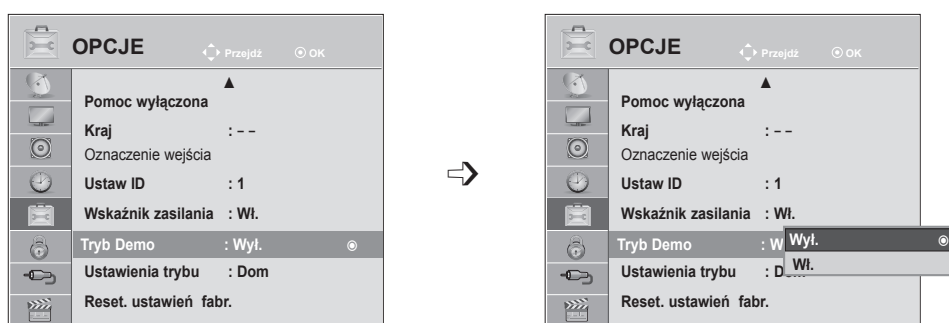 OPCJE Przejdź OK
▲
Pomoc wyłączona
Kraj : – –
Oznaczenie wejścia
Ustaw ID : 1
Wskaźnik zasilania : Wł.
Tryb Demo : Wył.
Ustawienia trybu : Dom
Reset. ustawień fabr.
OPCJE Przejdź OK
▲
Pomoc wyłączona
Kraj : – –
Oznaczenie wejścia
Ustaw ID : 1
Wskaźnik zasilania : Wł.
Tryb Demo : W
Wył.
Ustawienia trybu : Dom
Wł.
Reset. ustawień fabr.